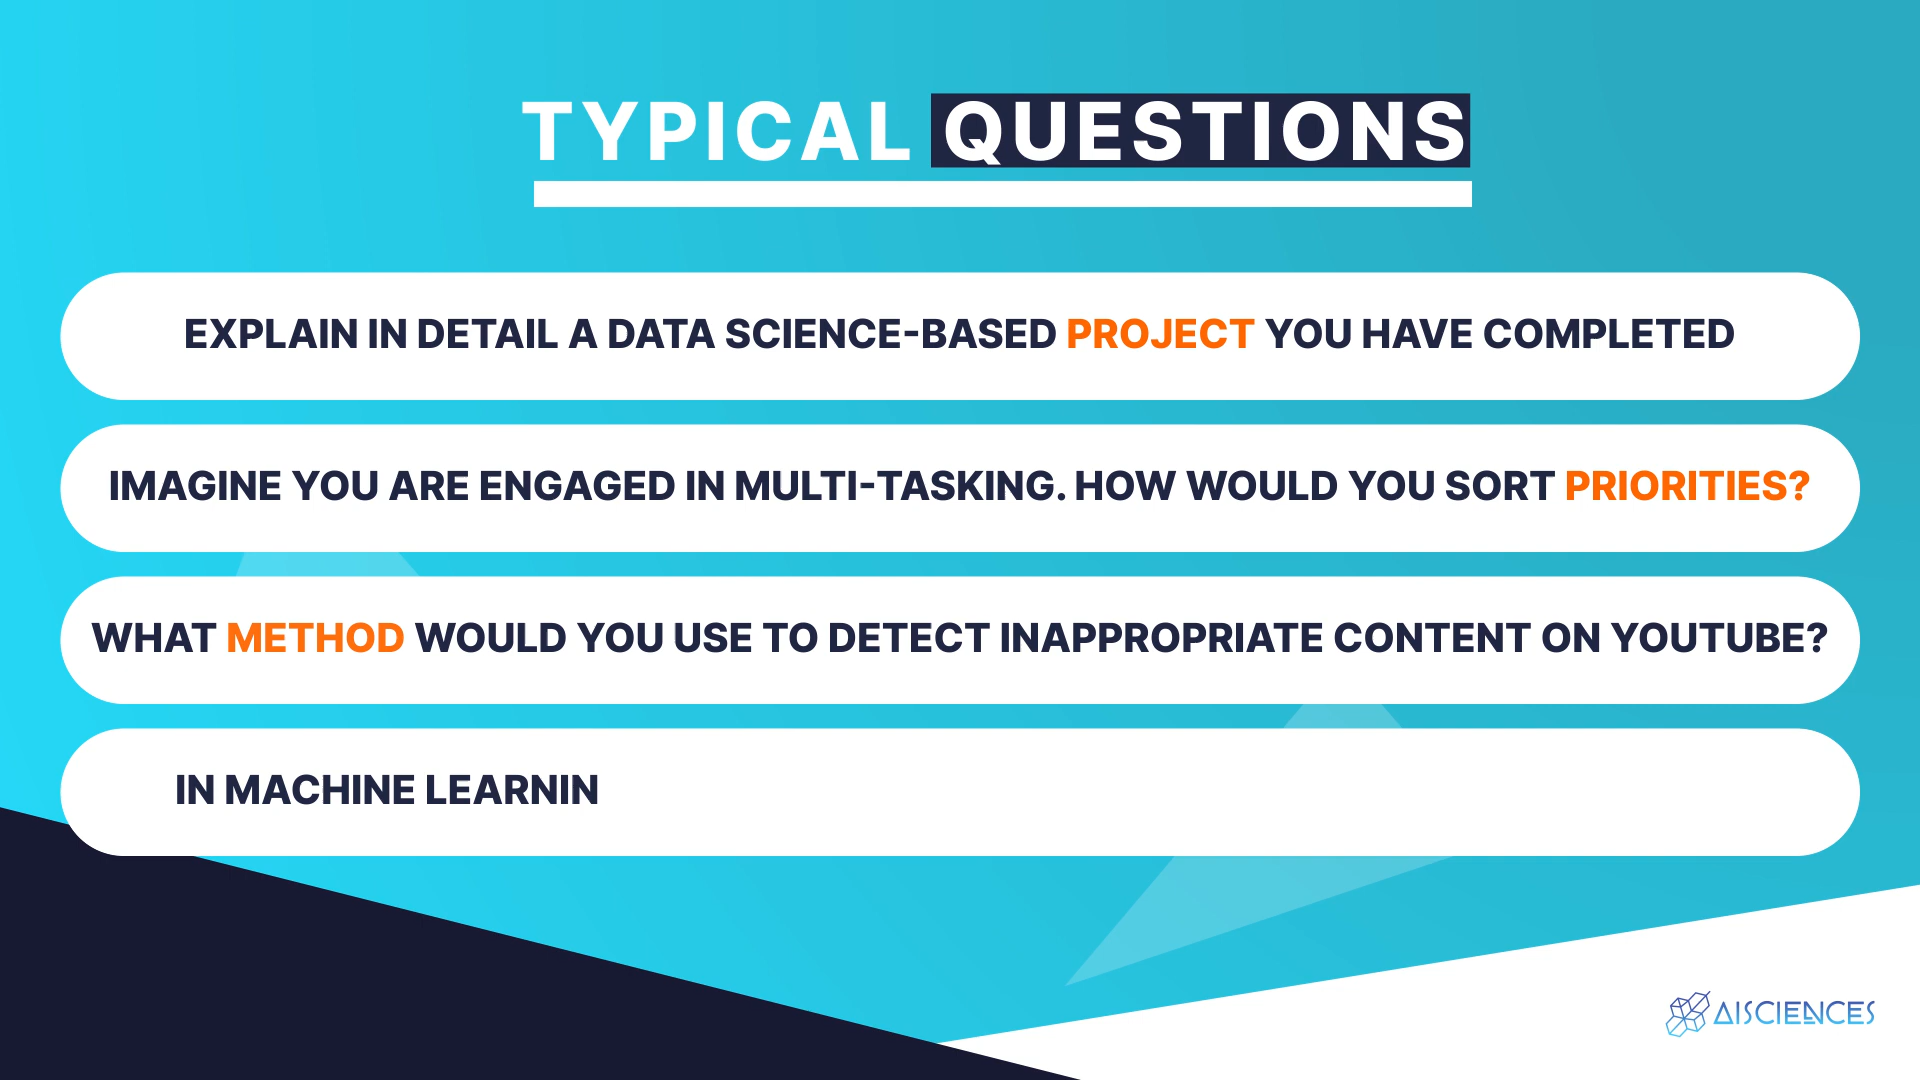 TYPICAL QUESTIONS
EXPLAIN IN DETAIL A DATA SCIENCE-BASED PROJECT YOU HAVE COMPLETED
IMAGINE YOU ARE ENGAGED IN MULTI-TASKING. HOW WOULD YOU SORT PRIORITIES?
WHAT METHOD WOULD YOU USE TO DETECT INAPPROPRIATE CONTENT ON YOUTUBE?
IN MACHINE LEARNIN
AISCIENCES